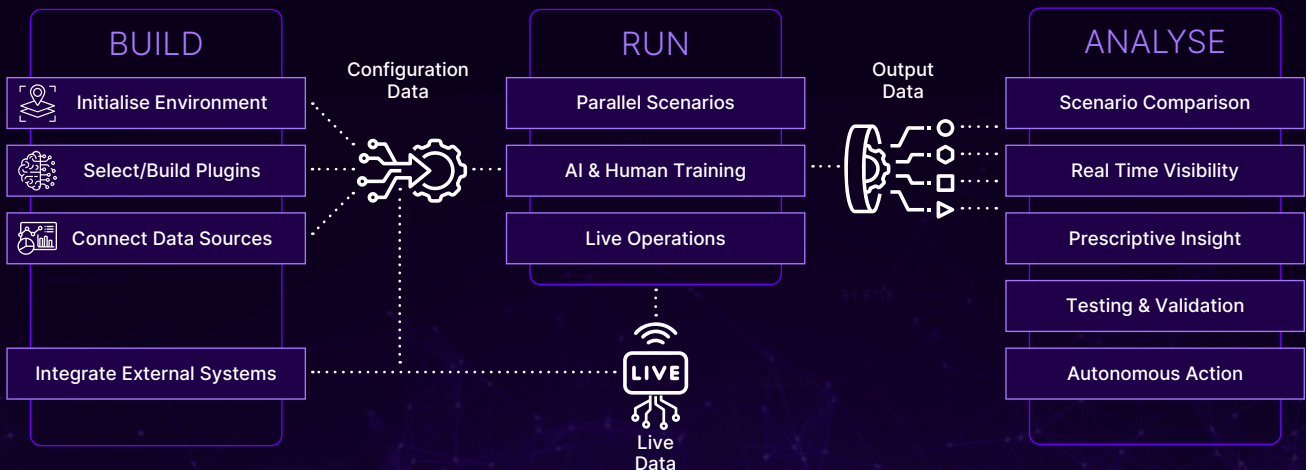 BUILD
Initialise Environment
Select/Build Plugins
Connect Data Sources
Integrate External Systems
Configuration
Data
RUN
Parallel Scenarios
AI & Human Training
Live Operations
LIVE
Live
Data
Output
Data
ANALYSE
Scenario Comparison
Real Time Visibility
Prescriptive Insight
Testing & Validation
Autonomous Action